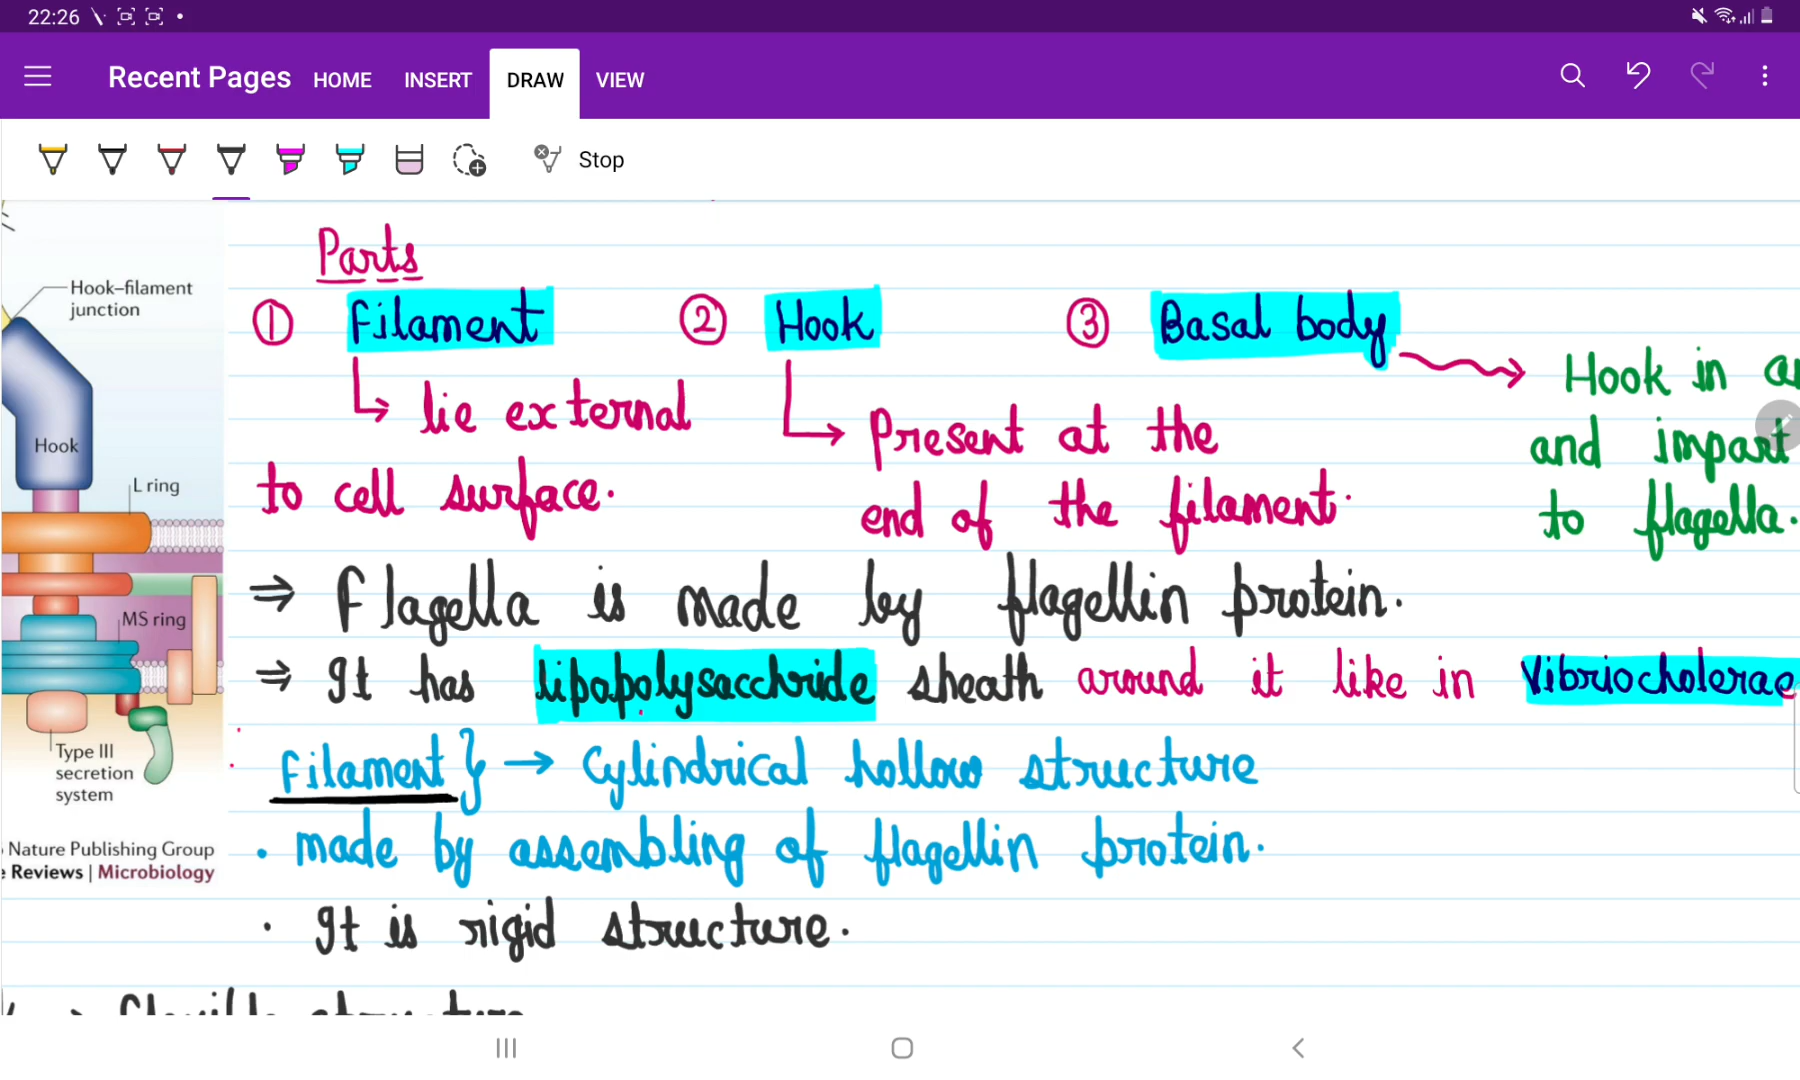 22:26
Recent Pages HOME INSERT DRAW VIEW
Stop
Hook–filament
junction
Hook
L ring
MS ring
Type III
secretion
system
Nature Publishing Group
Reviews | Microbiology
Parts
① Filament ② Hook ③ Basal body
lie external
to cell surface.
Present at the
end of the filament.
Hook in
and impart
to flagella.
⇒ Flagella is made by flagellin protein.
⇒ It has lipopolysacchride sheath around it like in Vibriocholerae
Filament} → Cylindrical hollow structure
· made by assembling of flagellin protein.
· It is rigid structure.